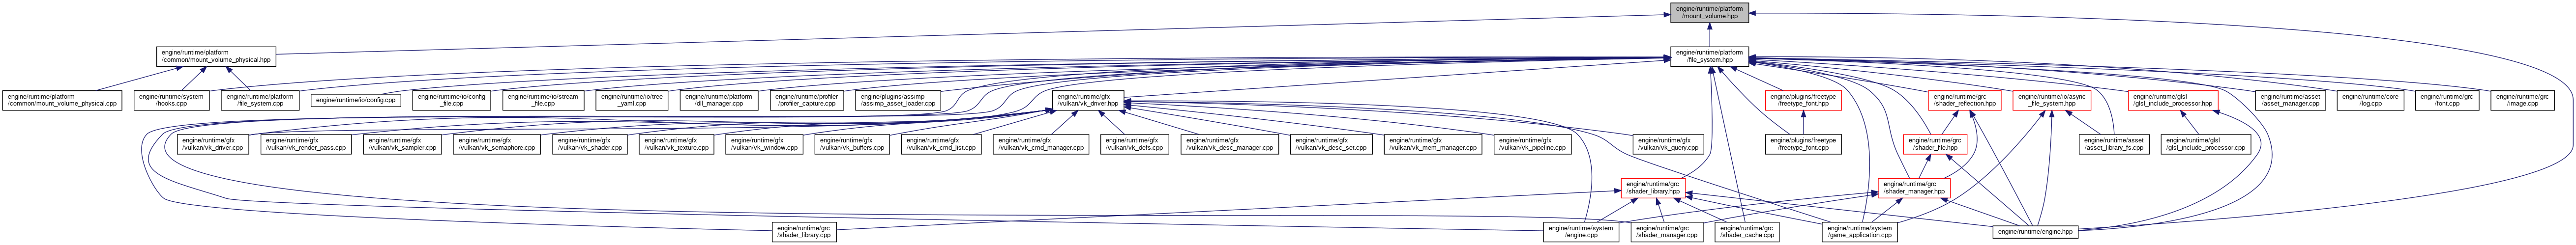 engine/runtime/platform
/mount_volume.hpp
engine/runtime/platform
/common/mount_volume_physical.hpp
engine/runtime/platform
/file_system.hpp
engine/runtime/platform
/common/mount_volume_physical.cpp
engine/runtime/system
/hooks.cpp
engine/runtime/platform
/file_system.cpp
engine/runtime/io/config.cpp
engine/runtime/io/config
_file.cpp
engine/runtime/io/stream
_file.cpp
engine/runtime/io/tree
_yaml.cpp
engine/runtime/platform
/dll_manager.cpp
engine/runtime/profiler
/profiler_capture.cpp
engine/plugins/assimp
/assimp_asset_loader.cpp
engine/runtime/gfx
/vulkan/vk_driver.hpp
engine/plugins/freetype
/freetype_font.hpp
engine/runtime/grc
/shader_reflection.hpp
engine/runtime/io/async
_file_system.hpp
engine/runtime/glsl
/glsl_include_processor.hpp
engine/runtime/asset
/asset_manager.cpp
engine/runtime/core
/log.cpp
engine/runtime/grc
/font.cpp
engine/runtime/grc
/image.cpp
engine/runtime/gfx
/vulkan/vk_driver.cpp
engine/runtime/gfx
/vulkan/vk_render_pass.cpp
engine/runtime/gfx
/vulkan/vk_sampler.cpp
engine/runtime/gfx
/vulkan/vk_semaphore.cpp
engine/runtime/gfx
/vulkan/vk_shader.cpp
engine/runtime/gfx
/vulkan/vk_texture.cpp
engine/runtime/gfx
/vulkan/vk_window.cpp
engine/runtime/gfx
/vulkan/vk_buffers.cpp
engine/runtime/gfx
/vulkan/vk_cmd_list.cpp
engine/runtime/gfx
/vulkan/vk_cmd_manager.cpp
engine/runtime/gfx
/vulkan/vk_defs.cpp
engine/runtime/gfx
/vulkan/vk_desc_manager.cpp
engine/runtime/gfx
/vulkan/vk_desc_set.cpp
engine/runtime/gfx
/vulkan/vk_mem_manager.cpp
engine/runtime/gfx
/vulkan/vk_pipeline.cpp
engine/runtime/gfx
/vulkan/vk_query.cpp
engine/plugins/freetype
/freetype_font.cpp
engine/runtime/grc
/shader_file.hpp
engine/runtime/asset
/asset_library_fs.cpp
engine/runtime/glsl
/glsl_include_processor.cpp
engine/runtime/grc
/shader_library.hpp
engine/runtime/grc
/shader_manager.hpp
engine/runtime/grc
/shader_library.cpp
engine/runtime/system
/engine.cpp
engine/runtime/grc
/shader_manager.cpp
engine/runtime/grc
/shader_cache.cpp
engine/runtime/system
/game_application.cpp
engine/runtime/engine.hpp